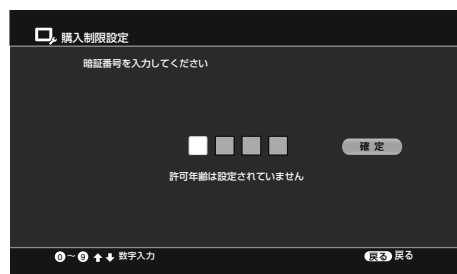 購入制限設定
暗証番号を入力してください
確 定
許可年齢は設定されていません
0～9 ↑↓ 数字入力
戻る 戻る